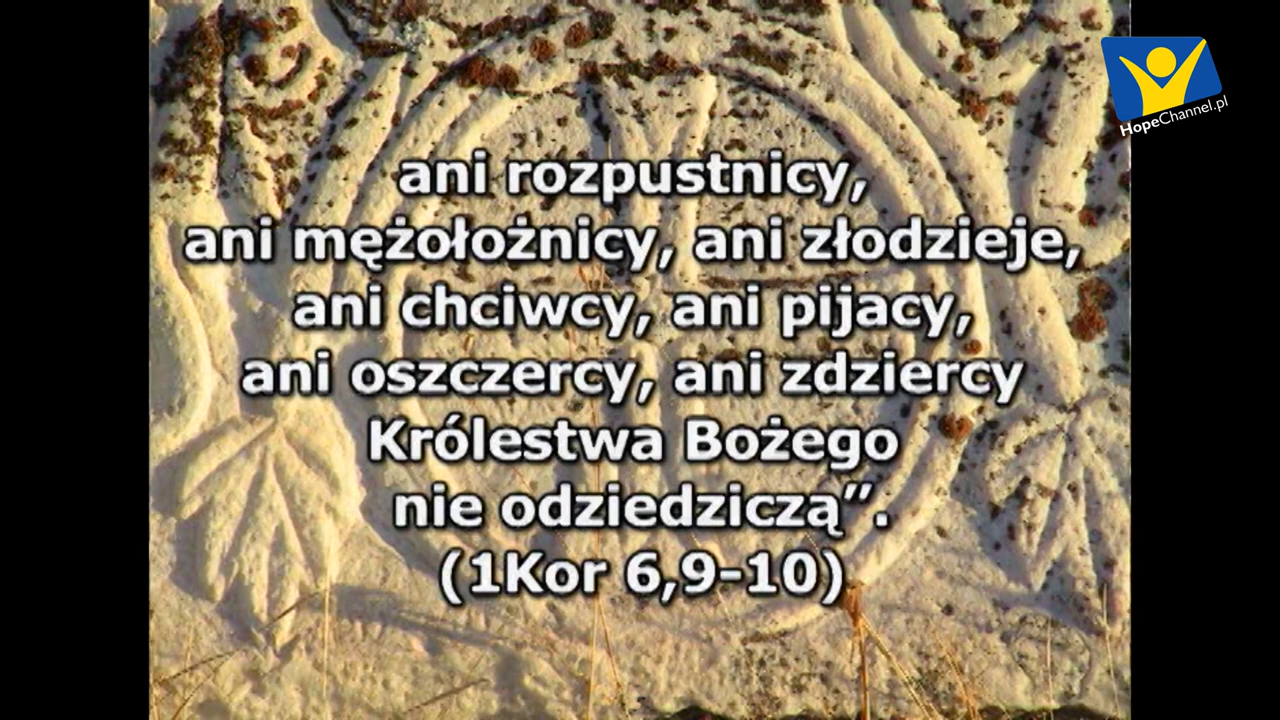 HopeChannel.pl
ani rozpustnicy,
ani mężołożnicy, ani złodzieje,
ani chciwcy, ani pijacy,
ani oszczercy, ani zdziercy
Królestwa Bożego
nie odziedziczą”.
(1Kor 6,9-10)